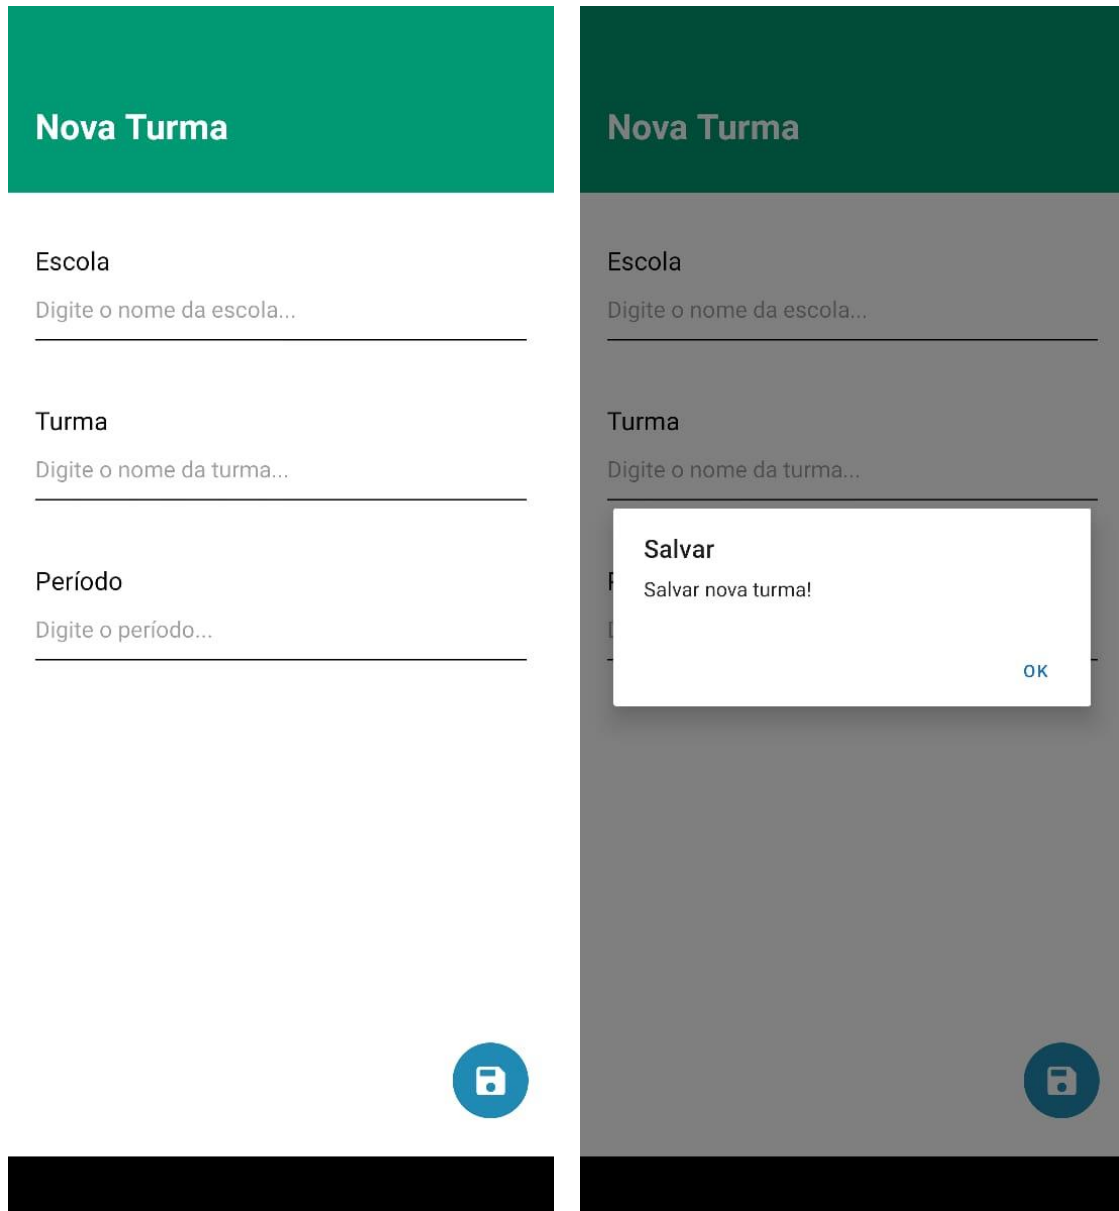 Nova Turma
Escola
Digite o nome da escola...
Turma
Digite o nome da turma...
Período
Digite o período...
Nova Turma
Escola
Digite o nome da escola...
Turma
Digite o nome da turma...
Salvar
Salvar nova turma!
OK